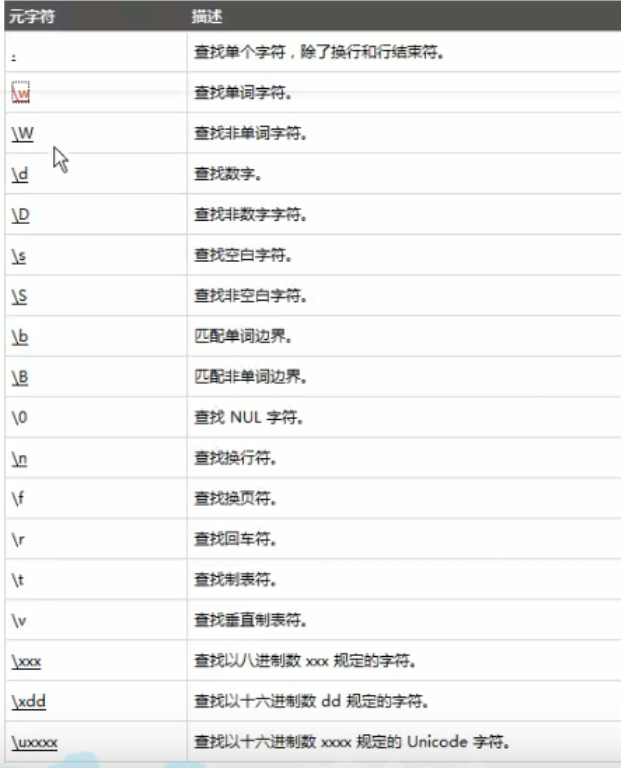 元字符 描述
. 查找单个字符，除了换行和行结束符。
\w 查找单词字符。
\W 查找非单词字符。
\d 查找数字。
\D 查找非数字字符。
\s 查找空白字符。
\S 查找非空白字符。
\b 匹配单词边界。
\B 匹配非单词边界。
\0 查找 NUL 字符。
\n 查找换行符。
\f 查找换页符。
\r 查找回车符。
\t 查找制表符。
\v 查找垂直制表符。
\xxx 查找以八进制数 xxx 规定的字符。
\xdd 查找以十六进制数 dd 规定的字符。
\uxxxx 查找以十六进制数 xxxx 规定的 Unicode 字符。